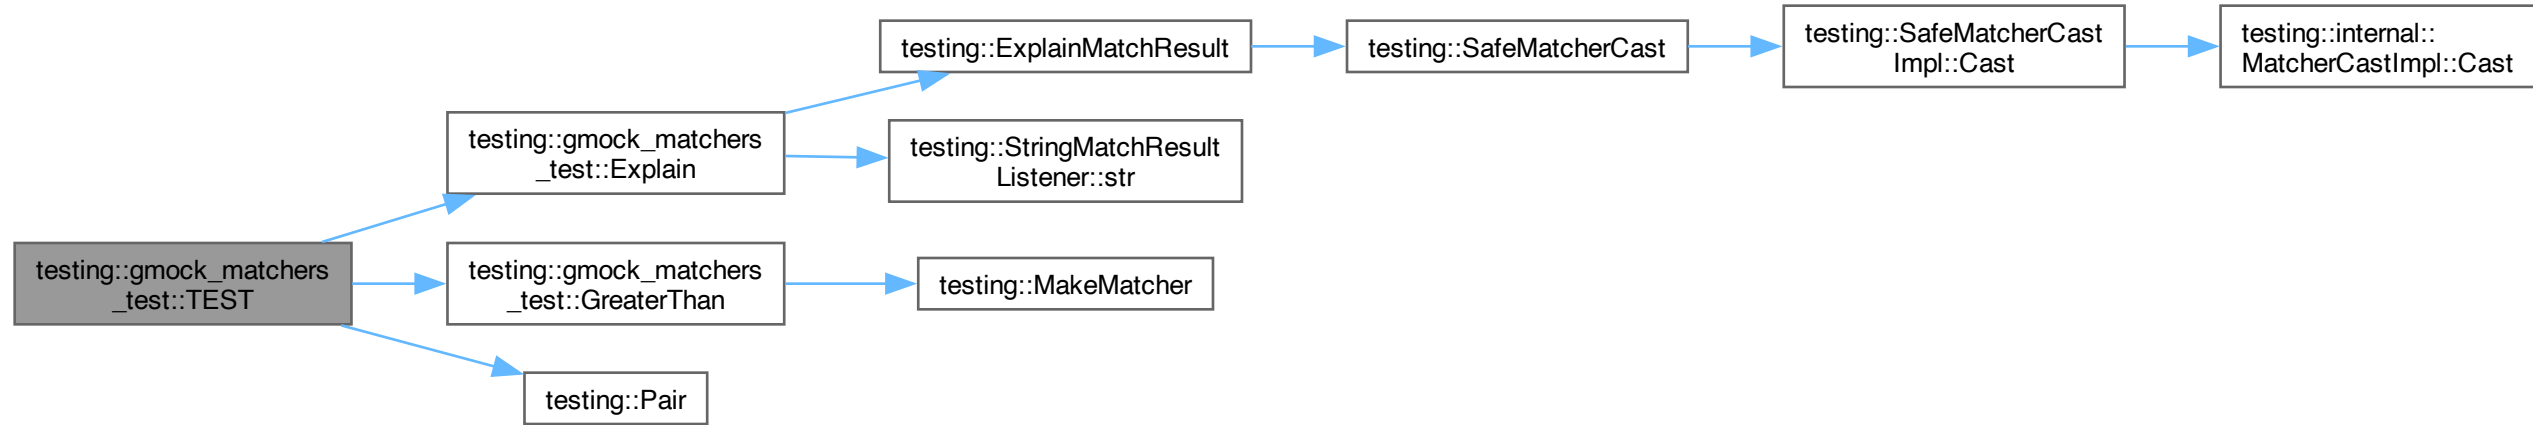 testing::gmock_matchers
_test::TEST
testing::gmock_matchers
_test::Explain
testing::ExplainMatchResult
testing::SafeMatcherCast
testing::SafeMatcherCast
Impl::Cast
testing::internal::
MatcherCastImpl::Cast
testing::StringMatchResult
Listener::str
testing::gmock_matchers
_test::GreaterThan
testing::MakeMatcher
testing::Pair